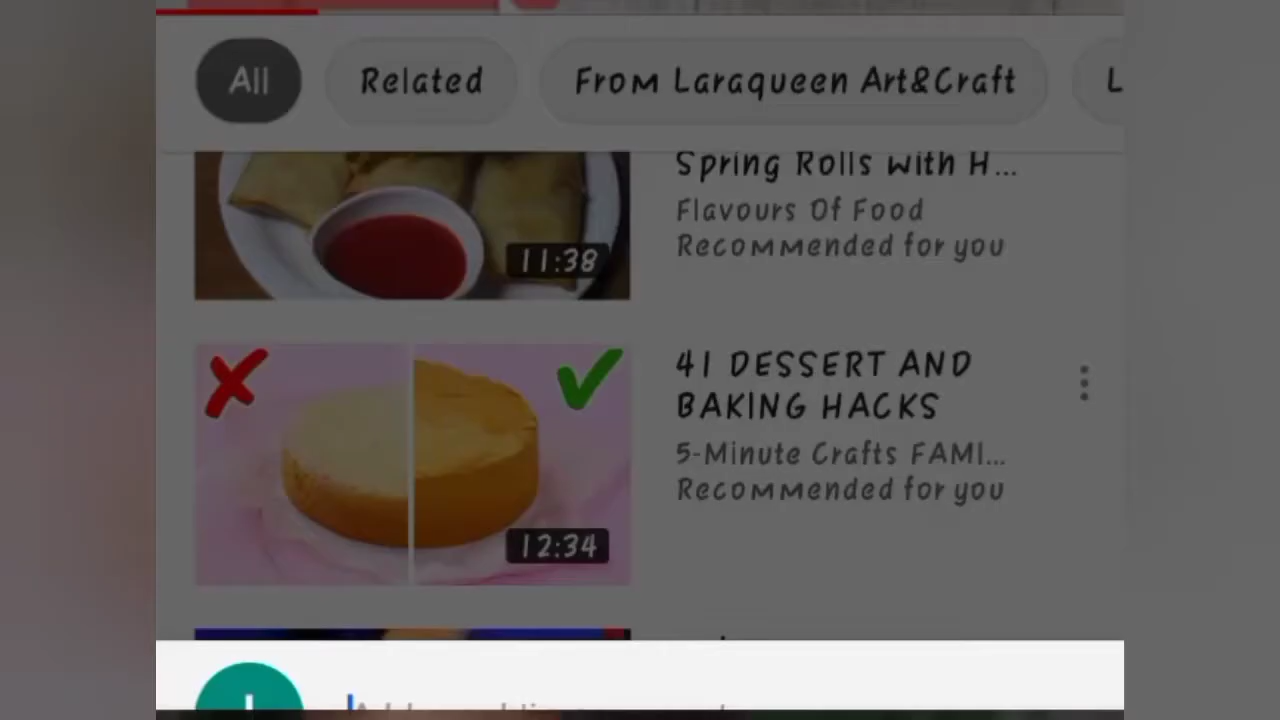 All
Related
From Laraqueen Art&Craft
L
Spring Rolls with H...
Flavours Of Food
Recommended for you
11:38
41 DESSERT AND
BAKING HACKS
5-Minute Crafts FAMI...
Recommended for you
12:34